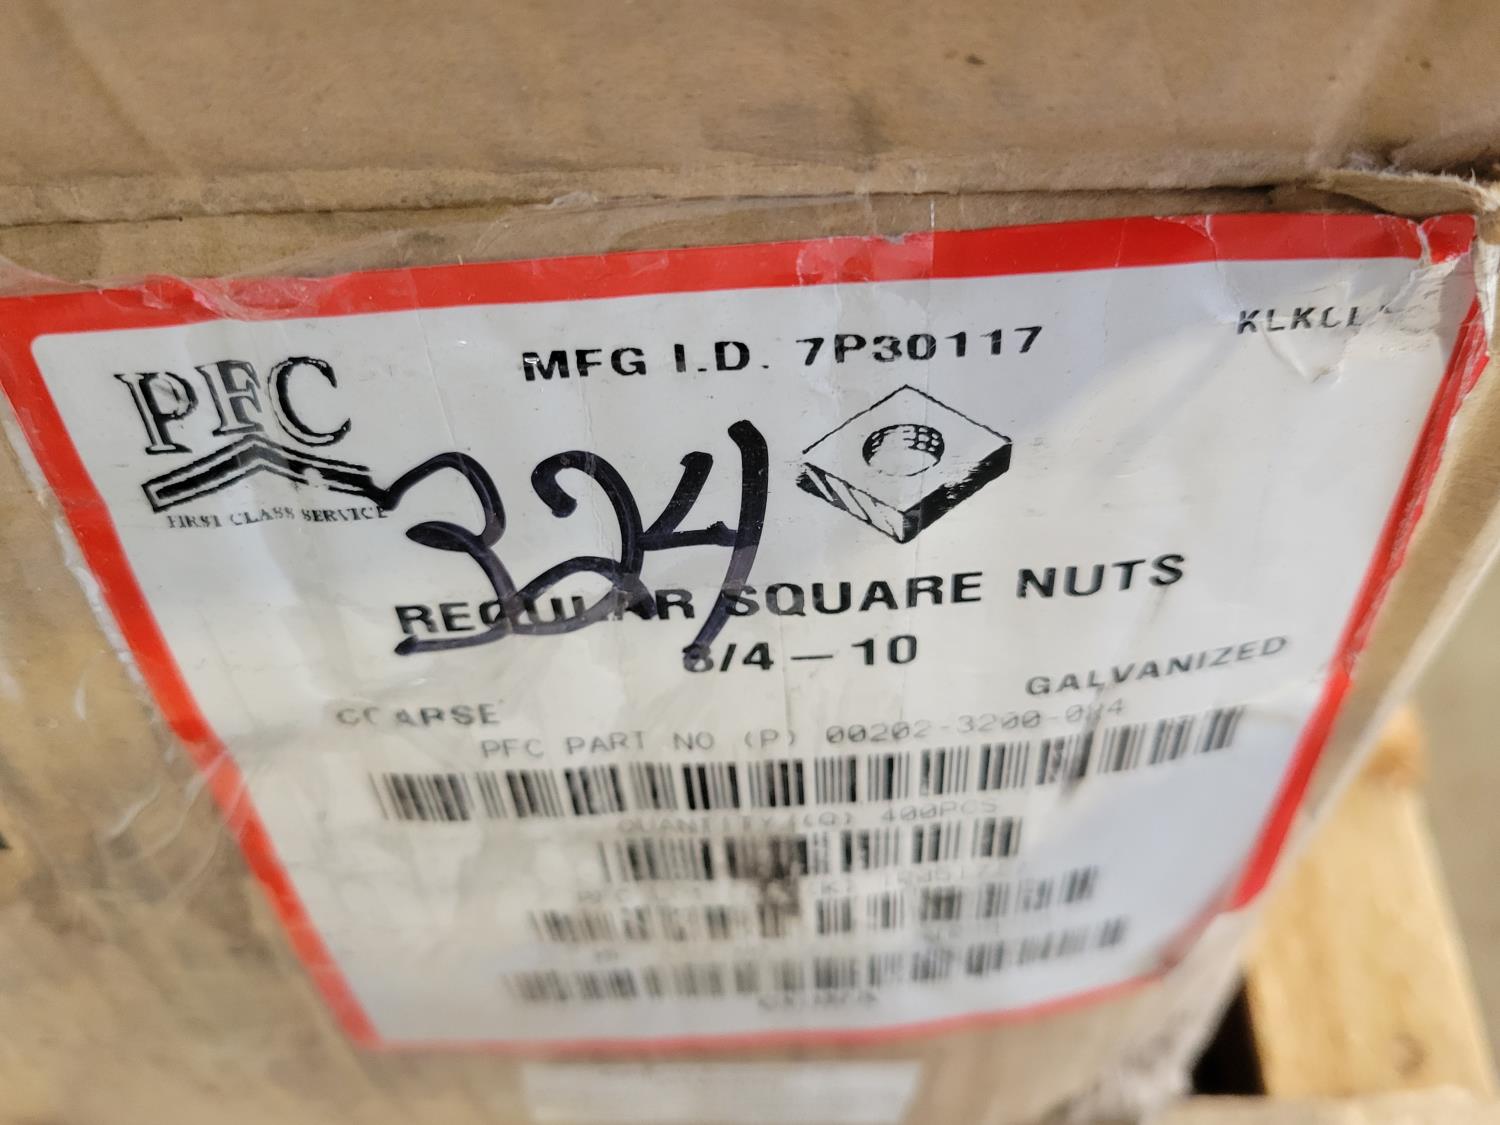 MFG I.D. 7P30117
PFC
FIRST CLASS SERVICE
324
REGULAR SQUARE NUTS
3/4 — 10
COARSE
GALVANIZED
PFC PART NO (P) 00202-3200-024
QUANTITY (Q) 400PCS